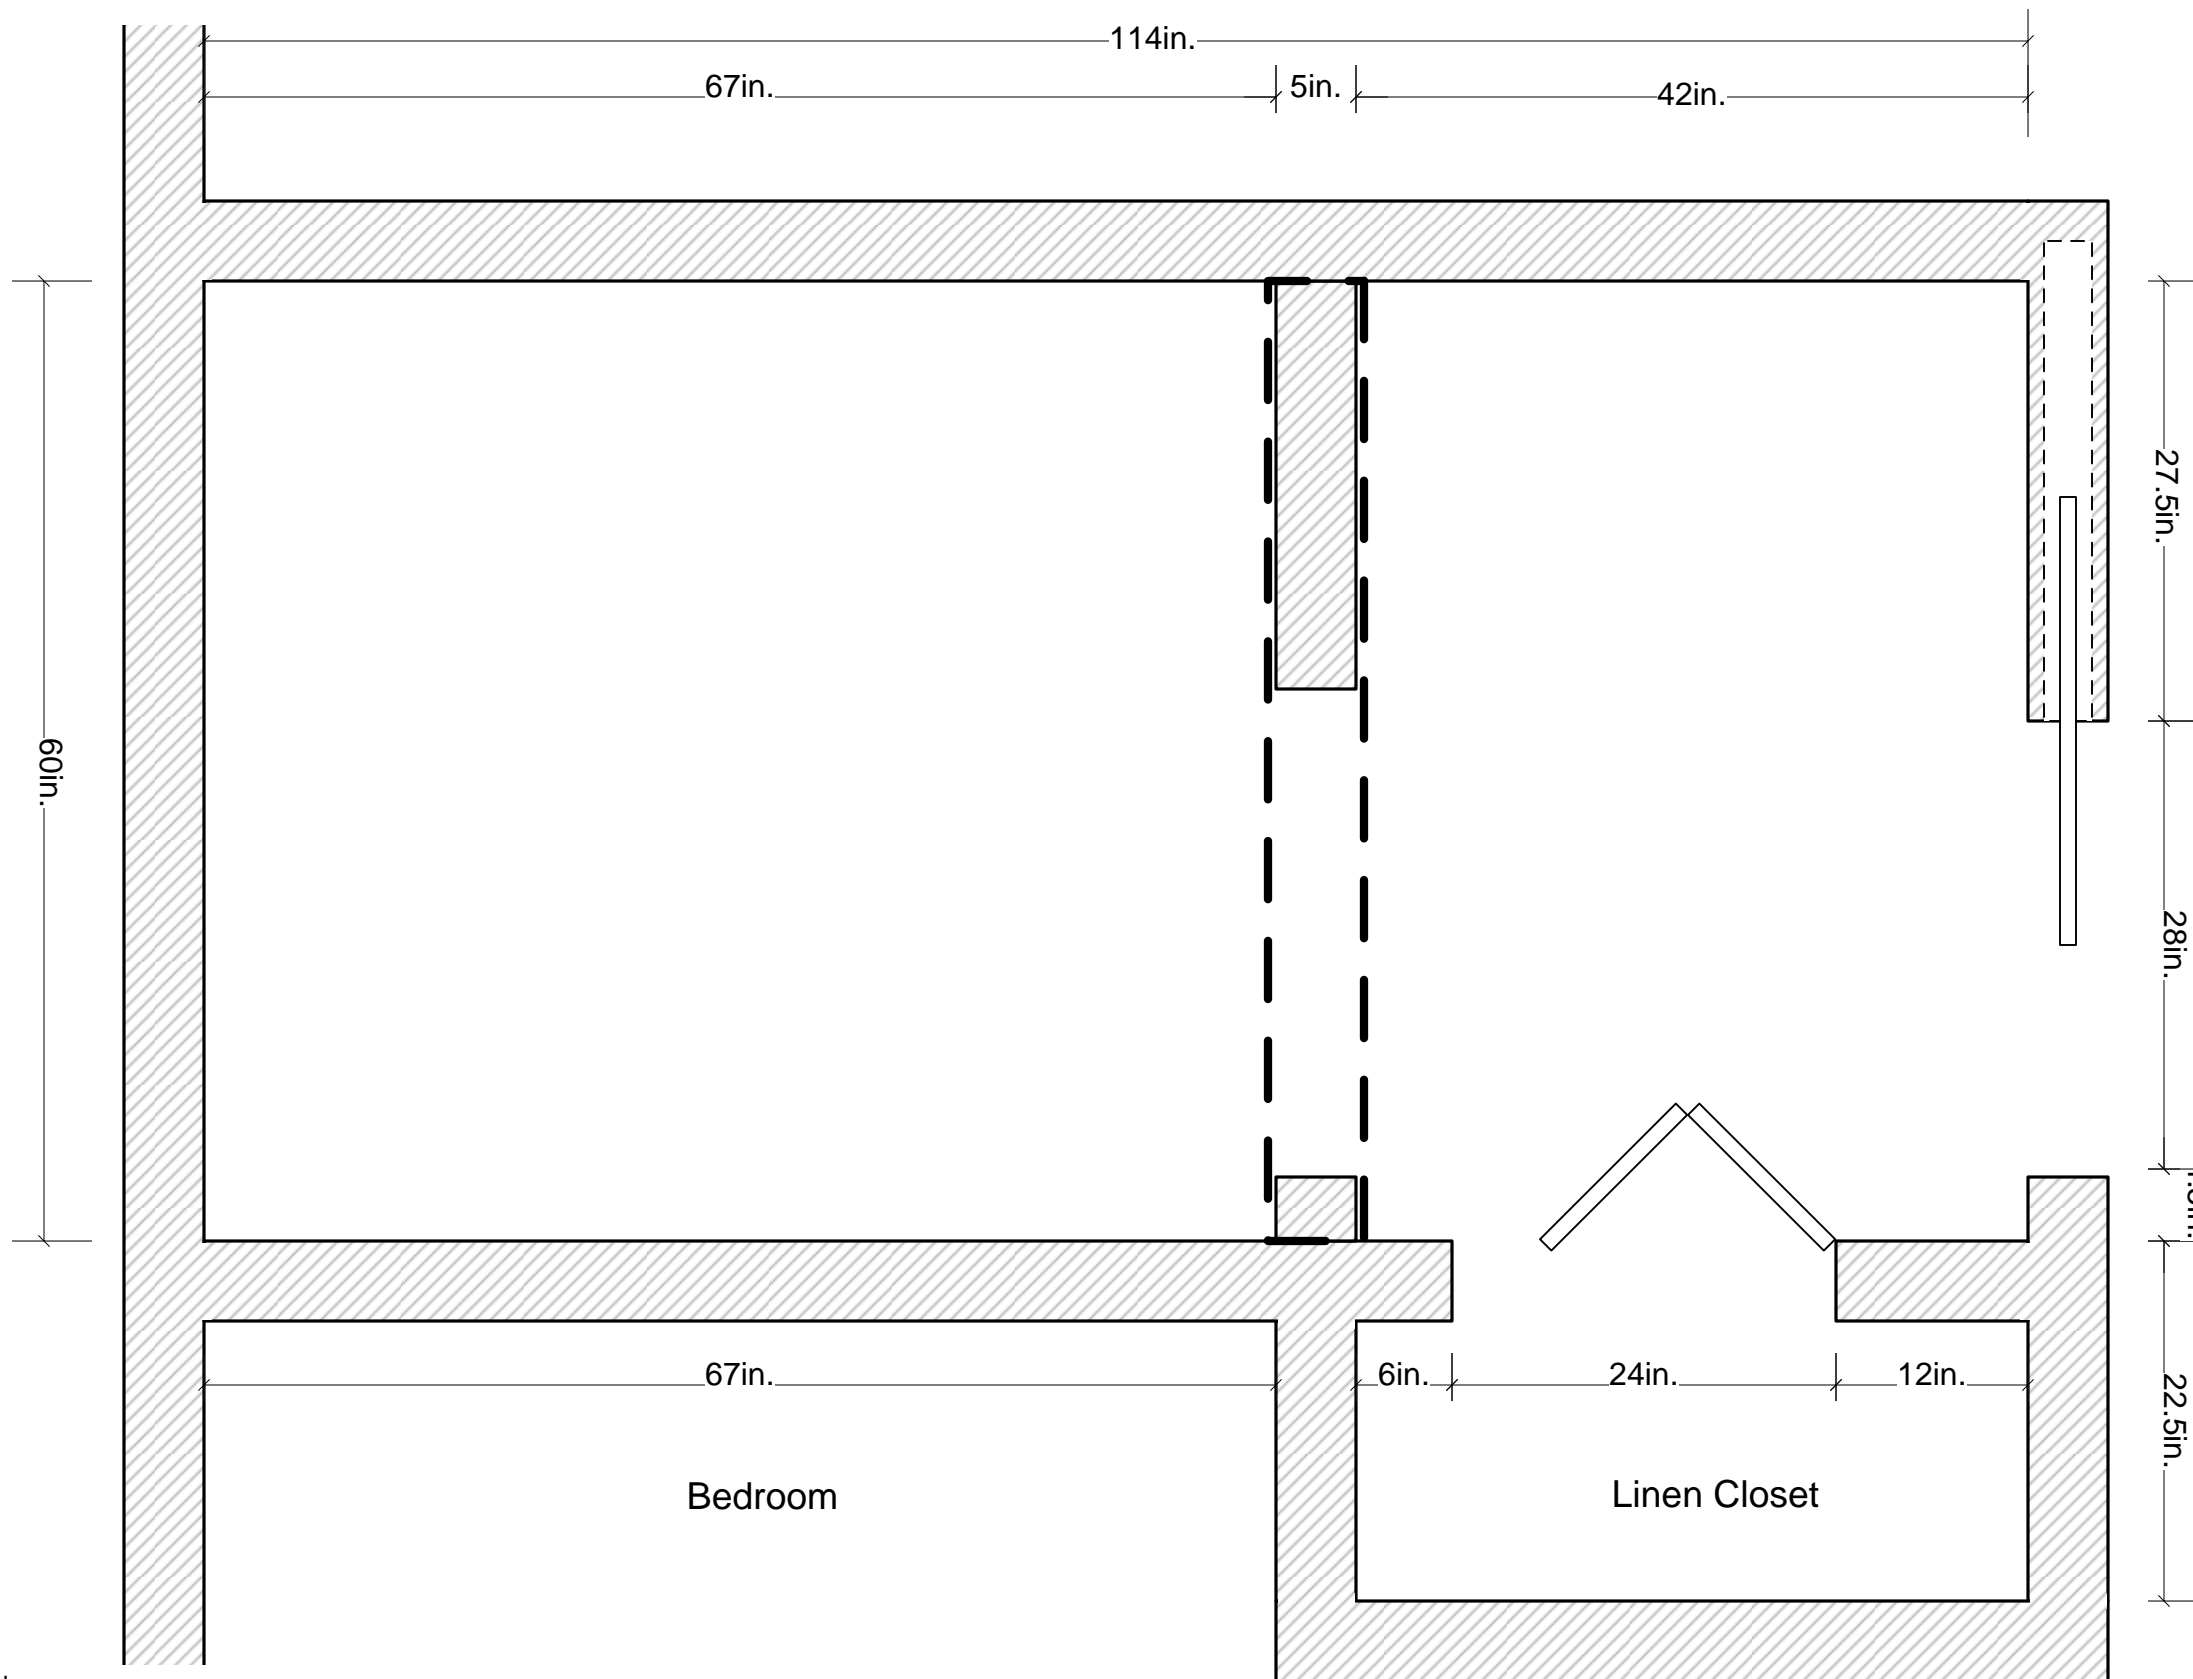 114in.
67in.
5in.
42in.
27.5in.
60in.
28in.
67in.
6in.
24in.
12in.
22.5in.
Bedroom
Linen Closet